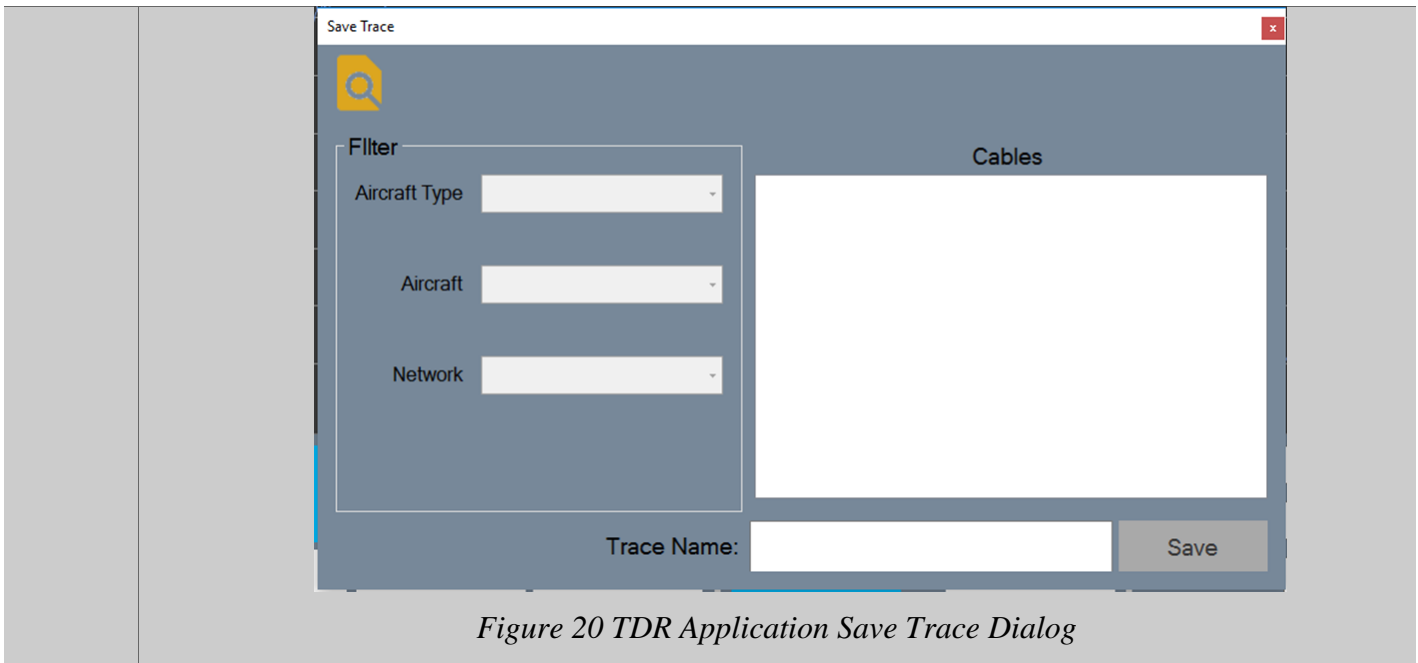 Save Trace
x
FIlter
Aircraft Type
Aircraft
Network
Cables
Trace Name:
Save
Figure 20 TDR Application Save Trace Dialog